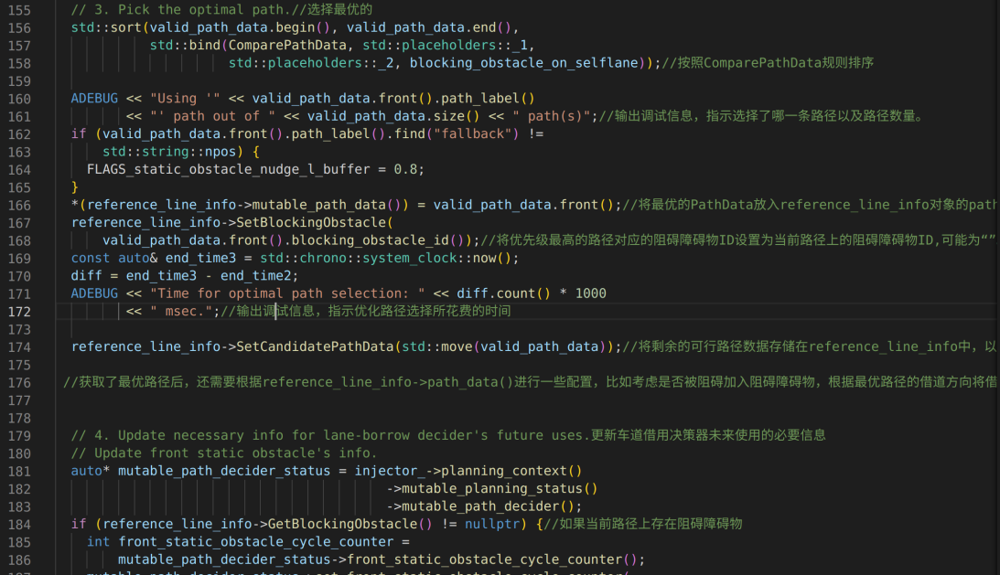 155 // 3. Pick the optimal path.//选择最优的
156 std::sort(valid_path_data.begin(), valid_path_data.end(),
157 std::bind(ComparePathData, std::placeholders::_1,
158 std::placeholders::_2, blocking_obstacle_on_selflane));//按照ComparePathData规则排序
159
160 ADEBUG << "Using '" << valid_path_data.front().path_label()
161 << "' path out of " << valid_path_data.size() << " path(s)";//输出调试信息，指示选择了哪一条路径以及路径数量。
162 if (valid_path_data.front().path_label().find("fallback") !=
163 std::string::npos) {
164 FLAGS_static_obstacle_nudge_l_buffer = 0.8;
165 }
166 *(reference_line_info->mutable_path_data()) = valid_path_data.front();//将最优的PathData放入reference_line_info对象的path
167 reference_line_info->SetBlockingObstacle(
168 valid_path_data.front().blocking_obstacle_id());//将优先级最高的路径对应的阻碍障碍物ID设置为当前路径上的阻碍障碍物ID,可能为“”
169 const auto& end_time3 = std::chrono::system_clock::now();
170 diff = end_time3 - end_time2;
171 ADEBUG << "Time for optimal path selection: " << diff.count() * 1000
172 << " msec.";//输出调试信息，指示优化路径选择所花费的时间
173
174 reference_line_info->SetCandidatePathData(std::move(valid_path_data));//将剩余的可行路径数据存储在reference_line_info中，以
175
176 //获取了最优路径后，还需要根据reference_line_info->path_data()进行一些配置，比如考虑是否被阻碍加入阻碍障碍物，根据最优路径的借道方向将借
177
178
179 // 4. Update necessary info for lane-borrow decider's future uses.更新车道借用决策器未来使用的必要信息
180 // Update front static obstacle's info.
181 auto* mutable_path_decider_status = injector_->planning_context()
182 ->mutable_planning_status()
183 ->mutable_path_decider();
184 if (reference_line_info->GetBlockingObstacle() != nullptr) {//如果当前路径上存在阻碍障碍物
185 int front_static_obstacle_cycle_counter =
186 mutable_path_decider_status->front_static_obstacle_cycle_counter();